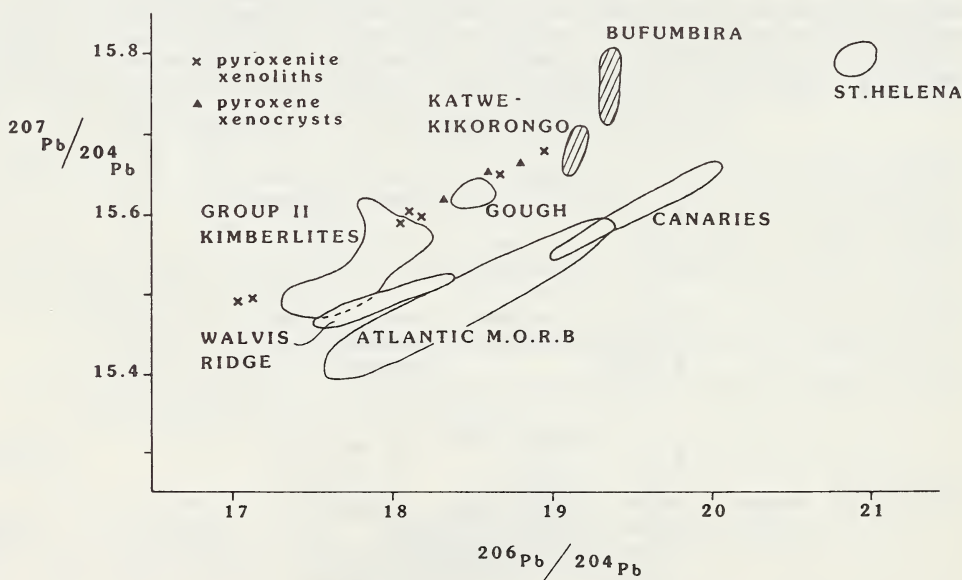 BUFUMBIRA
15.8
× pyroxenite
xenoliths
▲ pyroxene
xenocrysts
ST.HELENA
KATWE-
KIKORONGO
207Pb/204Pb
15.6
GROUP II
KIMBERLITES
GOUGH
CANARIES
WALVIS
RIDGE
ATLANTIC M.O.R.B
15.4
17 18 19 20 21
206Pb/204Pb